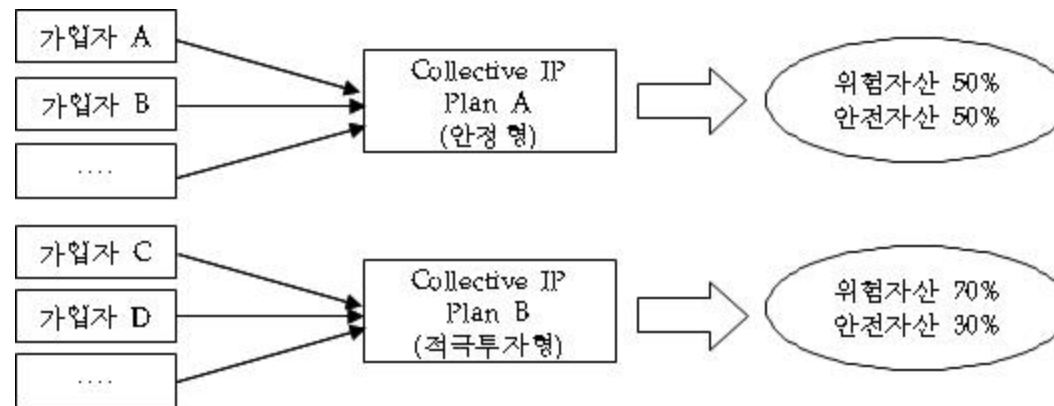 가입자 A
가입자 B
....
Collective IP
Plan A
(안정 형)
위험자산 50%
안전자산 50%
가입자 C
가입자 D
....
Collective IP
Plan B
(적극투자형)
위험자산 70%
안전자산 30%